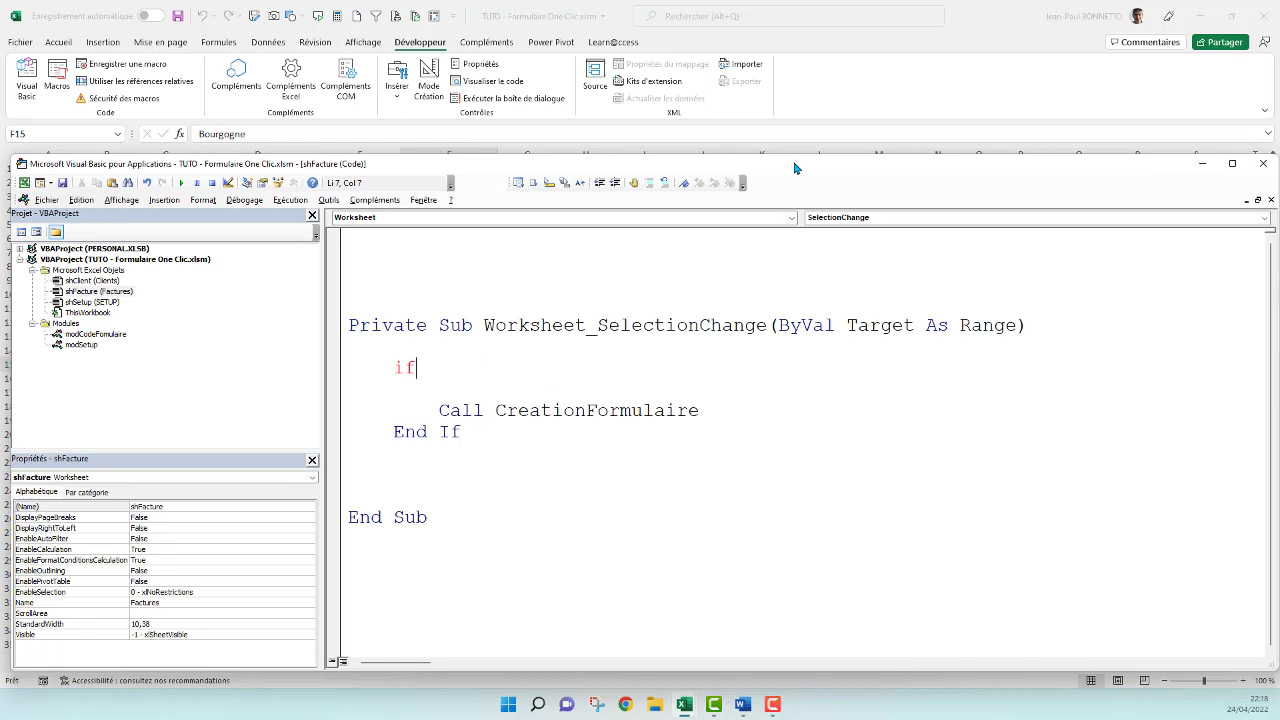 Enregistrement automatique
TUTO - Formulaire One Clic.xlsm
Rechercher (Alt+Q)
Jean-Paul BONNETTO
Fichier Accueil Insertion Mise en page Formules Données Révision Affichage Développeur Compléments Power Pivot Learn@ccess
Commentaires Partager
Visual Basic
Macros
Enregistrer une macro
Utiliser les références relatives
Sécurité des macros
Code
Compléments
Compléments Excel
Compléments COM
Compléments
Insérer
Mode Création
Propriétés
Visualiser le code
Exécuter la boîte de dialogue
Contrôles
Source
Propriétés du mappage
Kits d'extension
Actualiser les données
Importer
Exporter
XML
F15 fx Bourgogne
Microsoft Visual Basic pour Applications - TUTO - Formulaire One Clic.xlsm - [shFacture (Code)]
Li 7, Col 7
Fichier Edition Affichage Insertion Format Débogage Exécution Outils Compléments Fenêtre ?
Projet - VBAProject
VBAProject (PERSONAL.XLSB)
VBAProject (TUTO - Formulaire One Clic.xlsm)
Microsoft Excel Objets
shClient (Clients)
shFacture (Factures)
shSetup (SETUP)
ThisWorkbook
Modules
modCodeFomulaire
modSetup
Propriétés - shFacture
shFacture Worksheet
Alphabétique Par catégorie
(Name) shFacture
DisplayPageBreaks False
DisplayRightToLeft False
EnableAutoFilter False
EnableCalculation True
EnableFormatConditionsCalculation True
EnableOutlining False
EnablePivotTable False
EnableSelection 0 - xlNoRestrictions
Name Factures
ScrollArea
StandardWidth 10,38
Visible -1 - xlSheetVisible
Worksheet SelectionChange
Private Sub Worksheet_SelectionChange(ByVal Target As Range)
if
Call CreationFormulaire
End If
End Sub
Prêt Accessibilité : consultez nos recommandations 100 %
22:18
24/04/2022